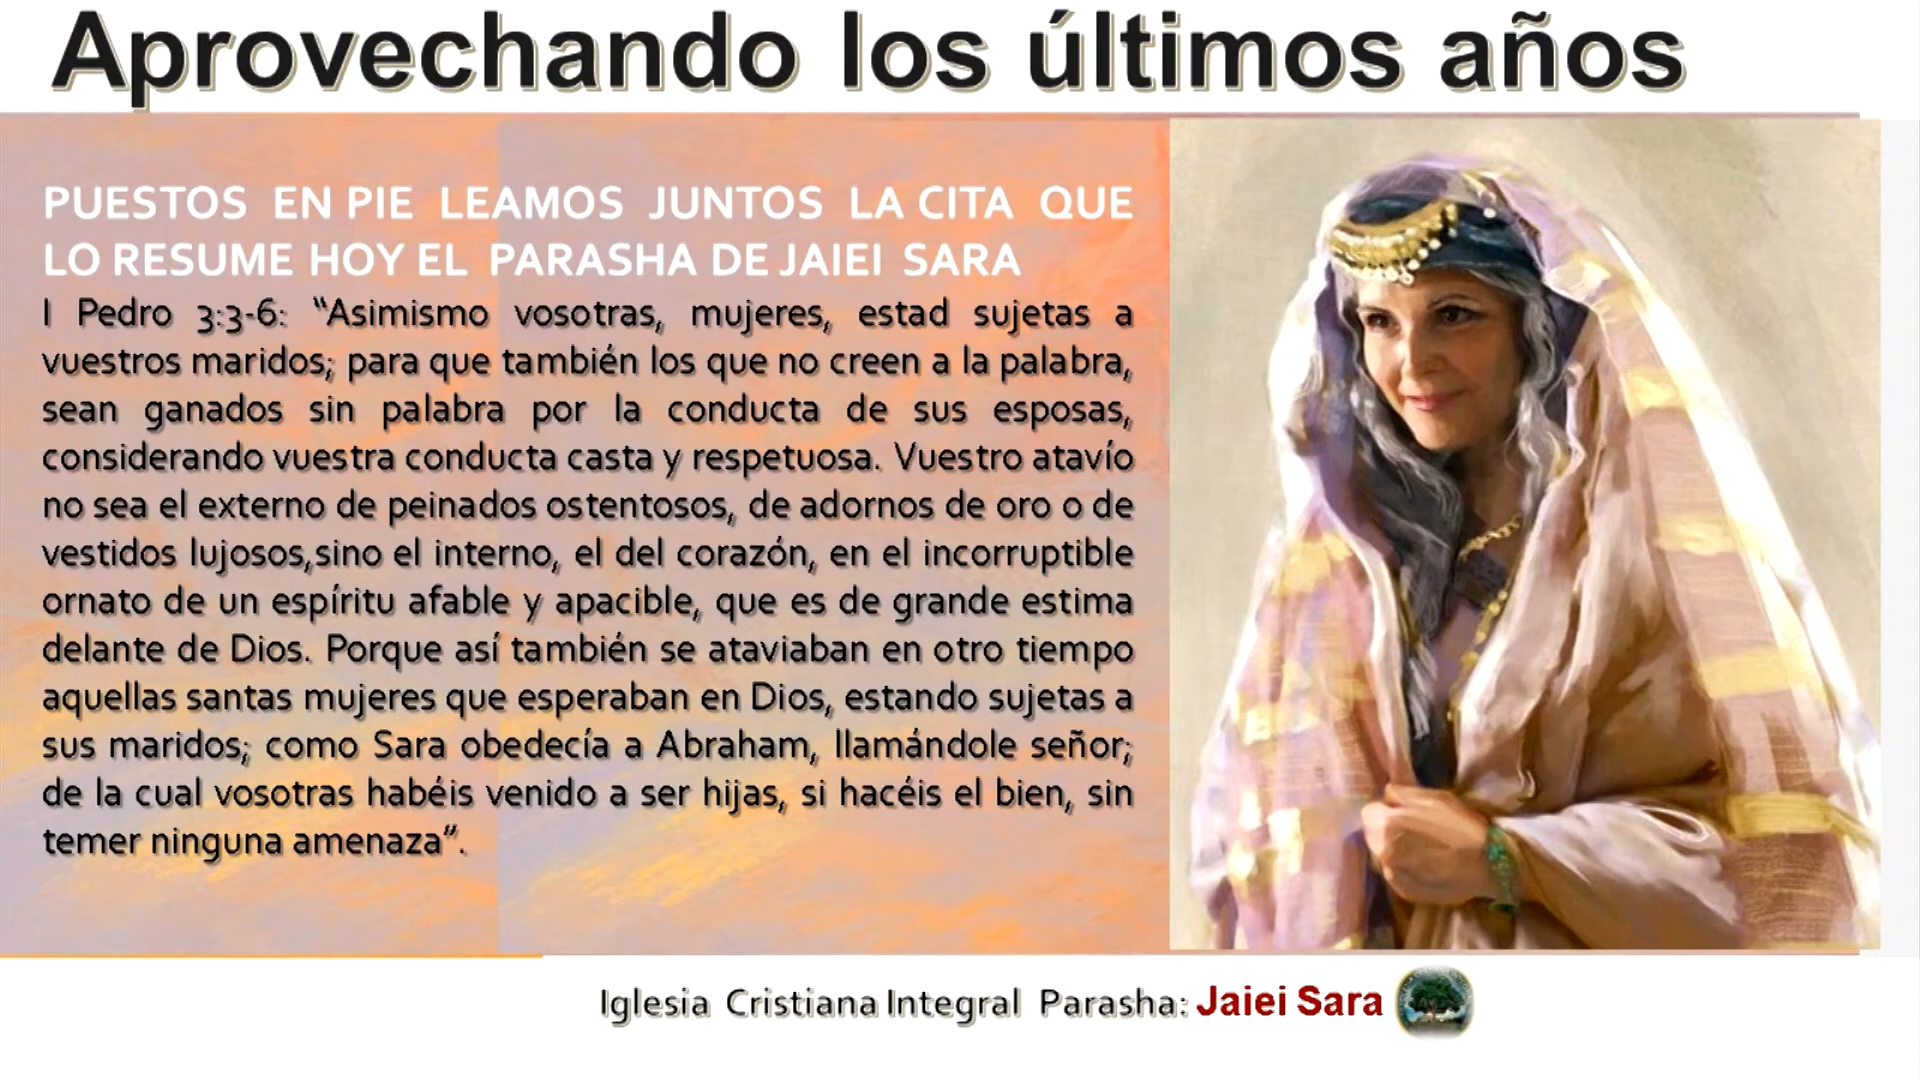 Aprovechando los últimos años
PUESTOS EN PIE LEAMOS JUNTOS LA CITA QUE
LO RESUME HOY EL PARASHA DE JAIEI SARA
I Pedro 3:3-6: “Asimismo vosotras, mujeres, estad sujetas a
vuestros maridos; para que también los que no creen a la palabra,
sean ganados sin palabra por la conducta de sus esposas,
considerando vuestra conducta casta y respetuosa. Vuestro atavío
no sea el externo de peinados ostentosos, de adornos de oro o de
vestidos lujosos,sino el interno, el del corazón, en el incorruptible
ornato de un espíritu afable y apacible, que es de grande estima
delante de Dios. Porque así también se ataviaban en otro tiempo
aquellas santas mujeres que esperaban en Dios, estando sujetas a
sus maridos; como Sara obedecía a Abraham, llamándole señor;
de la cual vosotras habéis venido a ser hijas, si hacéis el bien, sin
temer ninguna amenaza”.
Iglesia Cristiana Integral Parasha: Jaiei Sara